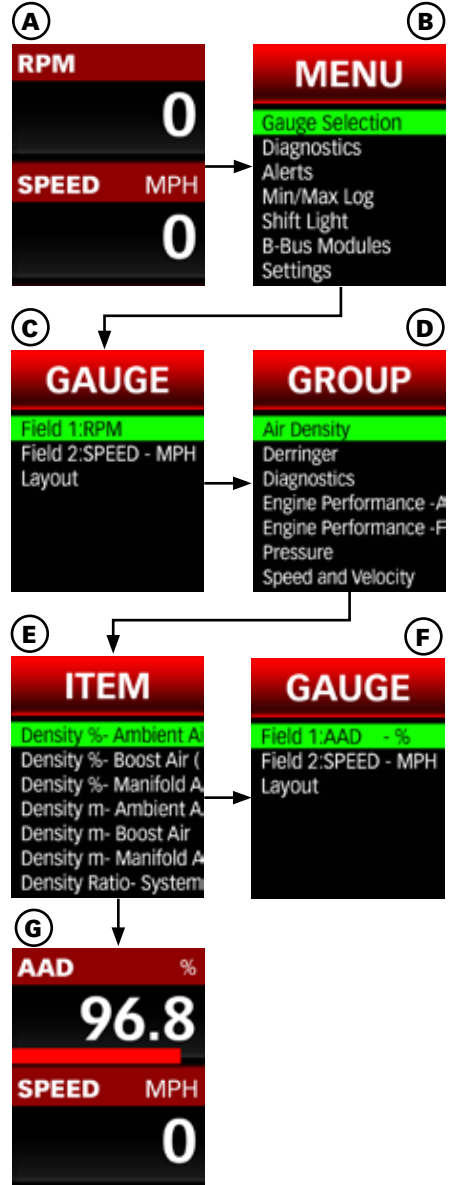 A
RPM
0
SPEED MPH
0
B
MENU
Gauge Selection
Diagnostics
Alerts
Min/Max Log
Shift Light
B-Bus Modules
Settings
C
GAUGE
Field 1:RPM
Field 2:SPEED - MPH
Layout
D
GROUP
Air Density
Derringer
Diagnostics
Engine Performance -A
Engine Performance -F
Pressure
Speed and Velocity
E
ITEM
Density %- Ambient Ai
Density %- Boost Air (
Density %- Manifold A
Density m- Ambient A
Density m- Boost Air
Density m- Manifold A
Density Ratio- System
F
GAUGE
Field 1:AAD - %
Field 2:SPEED - MPH
Layout
G
AAD %
96.8
SPEED MPH
0